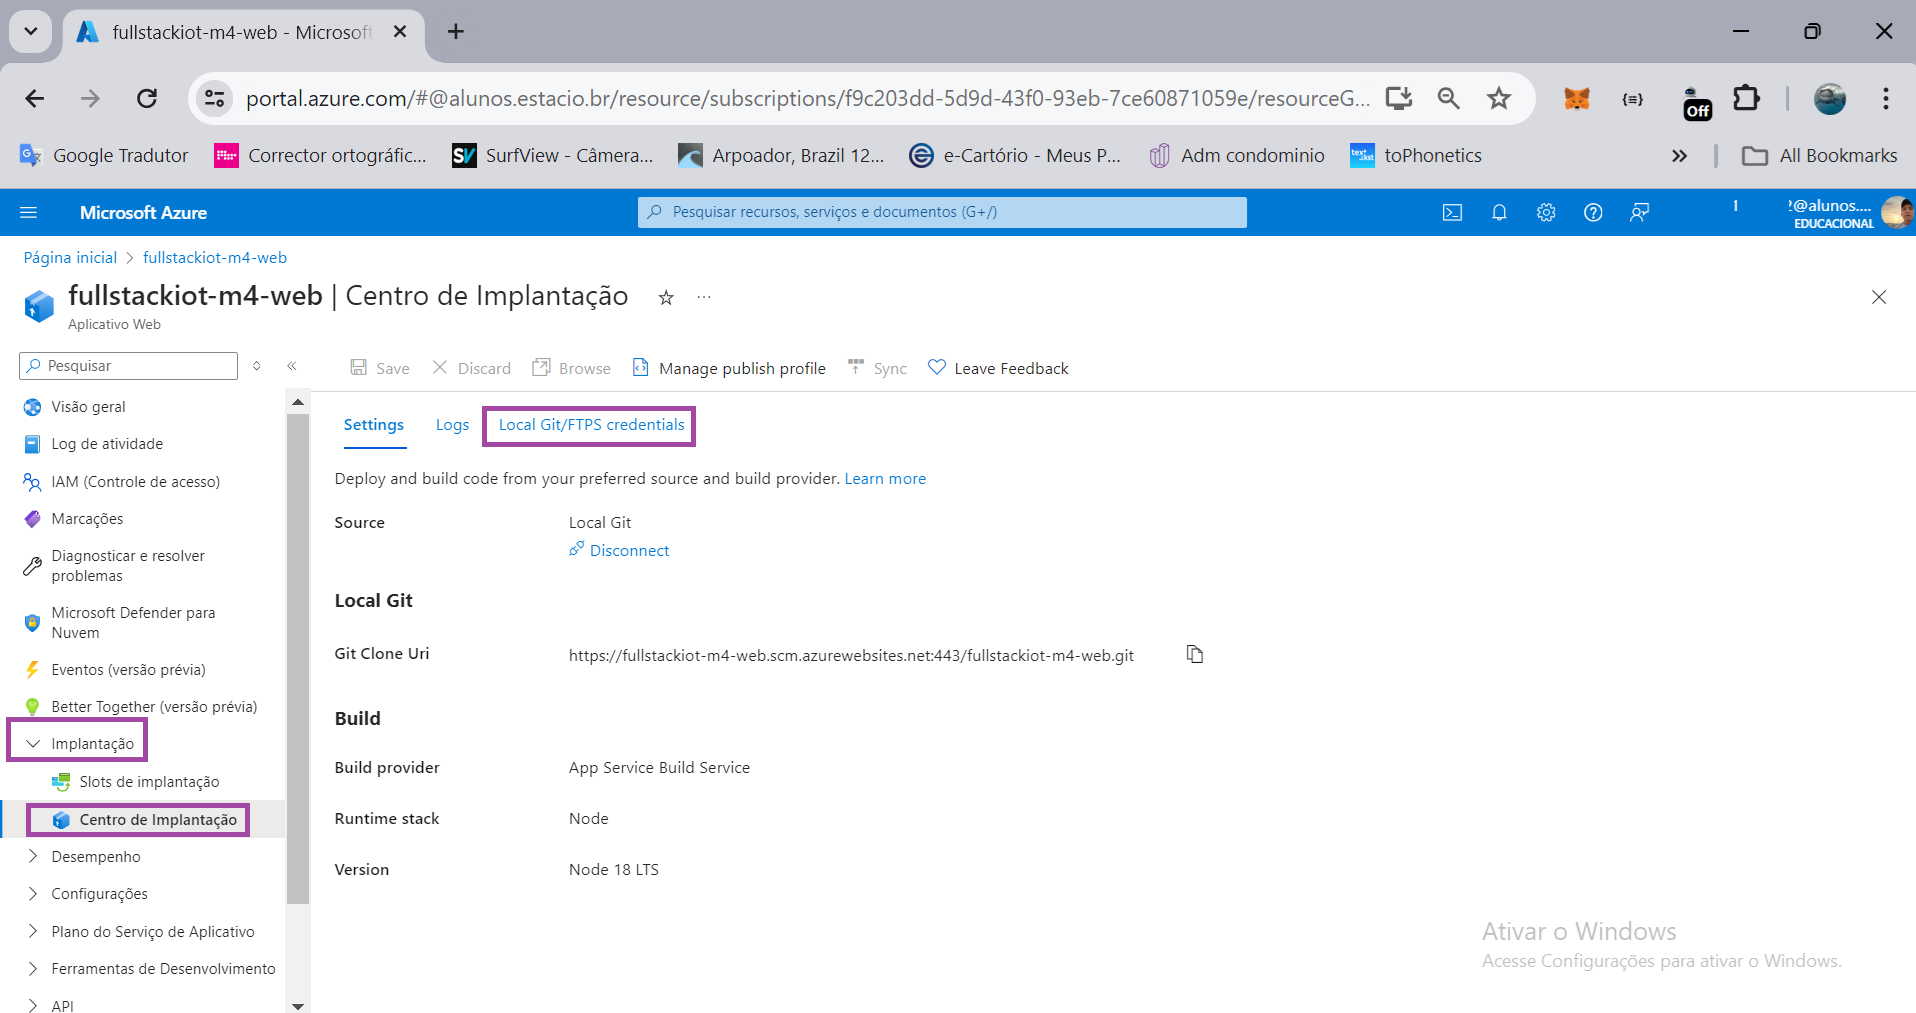 fullstackiot-m4-web - Microsoft
portal.azure.com/#@alunos.estacio.br/resource/subscriptions/f9c203dd-5d9d-43f0-93eb-7ce60871059e/resourceG...
Off
Google Tradutor
Corrector ortográfic...
SurfView - Câmera...
Arpoador, Brazil 12...
e-Cartório - Meus P...
Adm condominio
toPhonetics
All Bookmarks
Microsoft Azure
Pesquisar recursos, serviços e documentos (G+/)
1
@alunos....
EDUCACIONAL
Página inicial > fullstackiot-m4-web
fullstackiot-m4-web | Centro de Implantação
Aplicativo Web
Pesquisar
Save
Discard
Browse
Manage publish profile
Sync
Leave Feedback
Visão geral
Log de atividade
IAM (Controle de acesso)
Marcações
Diagnosticar e resolver
problemas
Microsoft Defender para
Nuvem
Eventos (versão prévia)
Better Together (versão prévia)
Implantação
Slots de implantação
Centro de Implantação
Desempenho
Configurações
Plano do Serviço de Aplicativo
Ferramentas de Desenvolvimento
API
Settings
Logs
Local Git/FTPS credentials
Deploy and build code from your preferred source and build provider. Learn more
Source
Local Git
Disconnect
Local Git
Git Clone Uri
https://fullstackiot-m4-web.scm.azurewebsites.net:443/fullstackiot-m4-web.git
Build
Build provider
App Service Build Service
Runtime stack
Node
Version
Node 18 LTS
Ativar o Windows
Acesse Configurações para ativar o Windows.